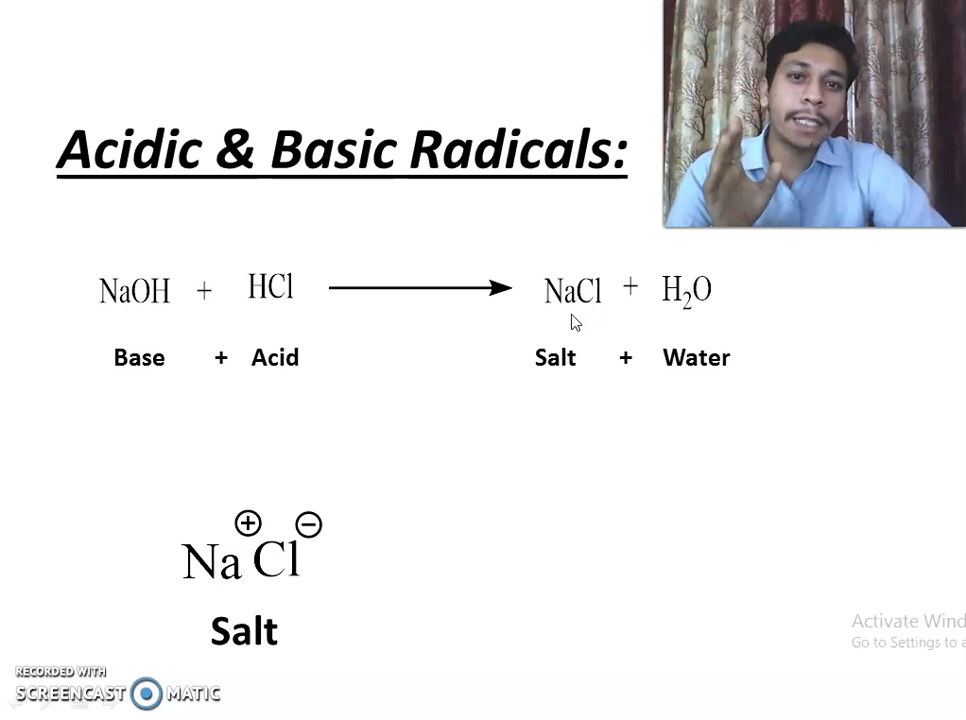 Acidic & Basic Radicals:
NaOH + HCl NaCl + H₂O
Base + Acid Salt + Water
Na⊕ Cl⊖
Salt
Activate Wind
Go to Settings to a
RECORDED WITH
SCREENCAST MATIC